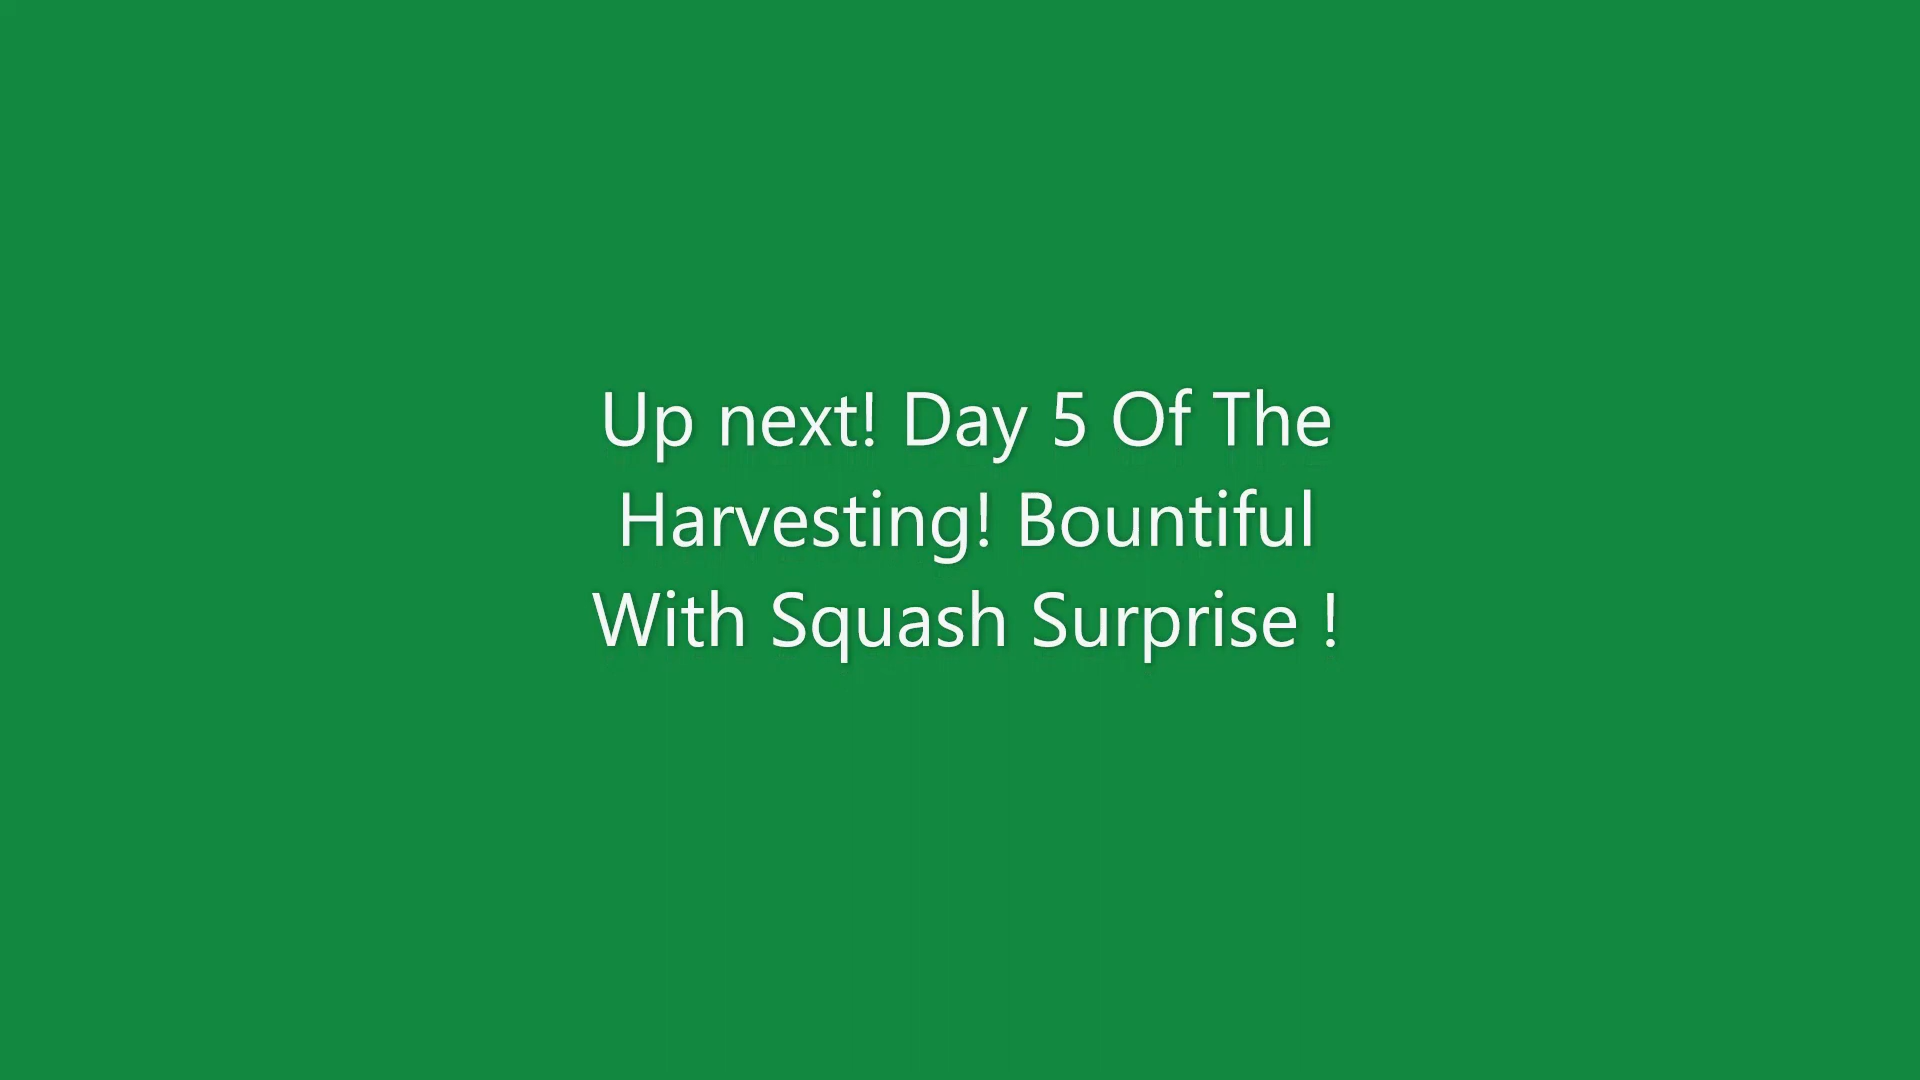 Up next! Day 5 Of The
Harvesting! Bountiful
With Squash Surprise !